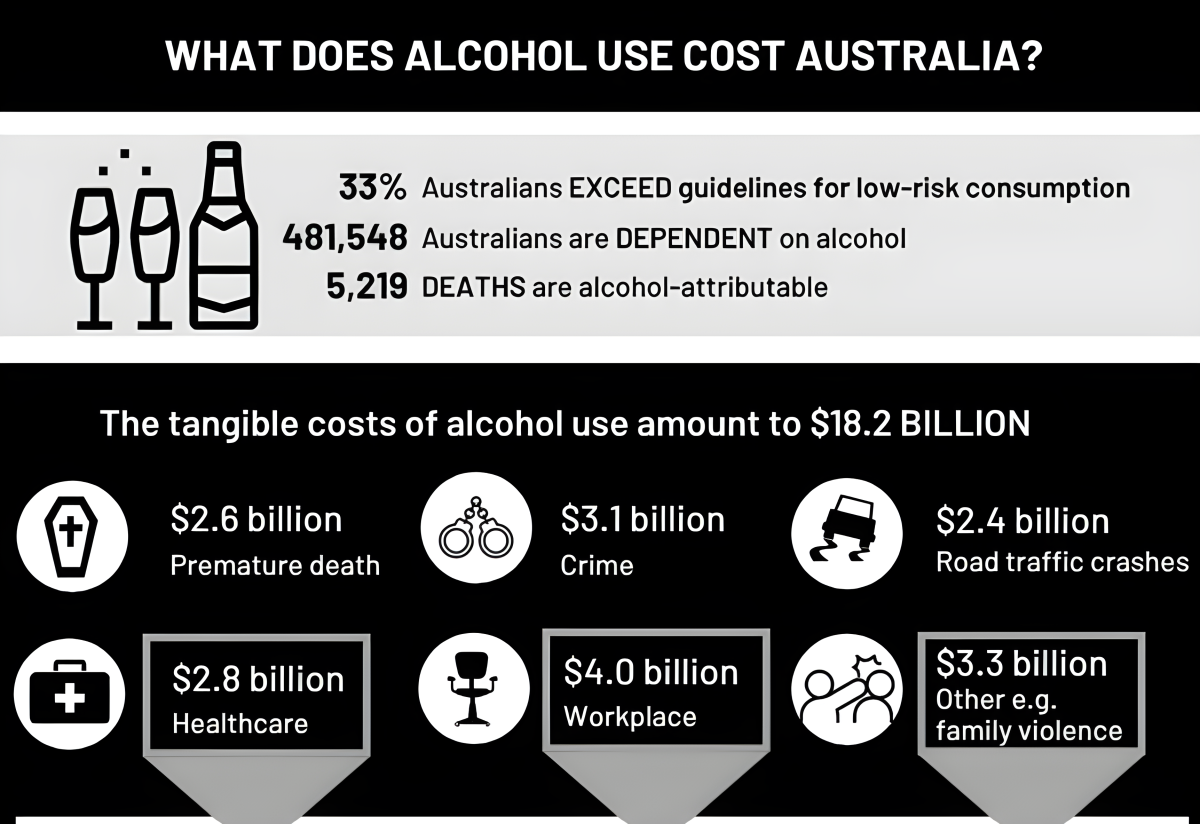 WHAT DOES ALCOHOL USE COST AUSTRALIA?
33% Australians EXCEED guidelines for low-risk consumption
481,548 Australians are DEPENDENT on alcohol
5,219 DEATHS are alcohol-attributable
The tangible costs of alcohol use amount to $18.2 BILLION
$2.6 billion
Premature death
$3.1 billion
Crime
$2.4 billion
Road traffic crashes
$2.8 billion
Healthcare
$4.0 billion
Workplace
$3.3 billion
Other e.g.
family violence